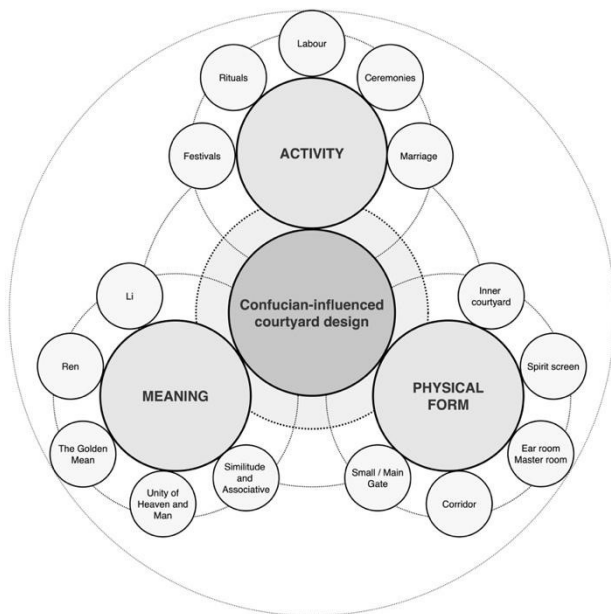 Labour
Rituals
Ceremonies
Festivals
ACTIVITY
Marriage
Confucian-influenced
courtyard design
Li
Inner
courtyard
Ren
Spirit screen
MEANING
PHYSICAL
FORM
The Golden
Mean
Ear room
Master room
Similitude
and
Associative
Small / Main
Gate
Unity of
Heaven and
Man
Corridor